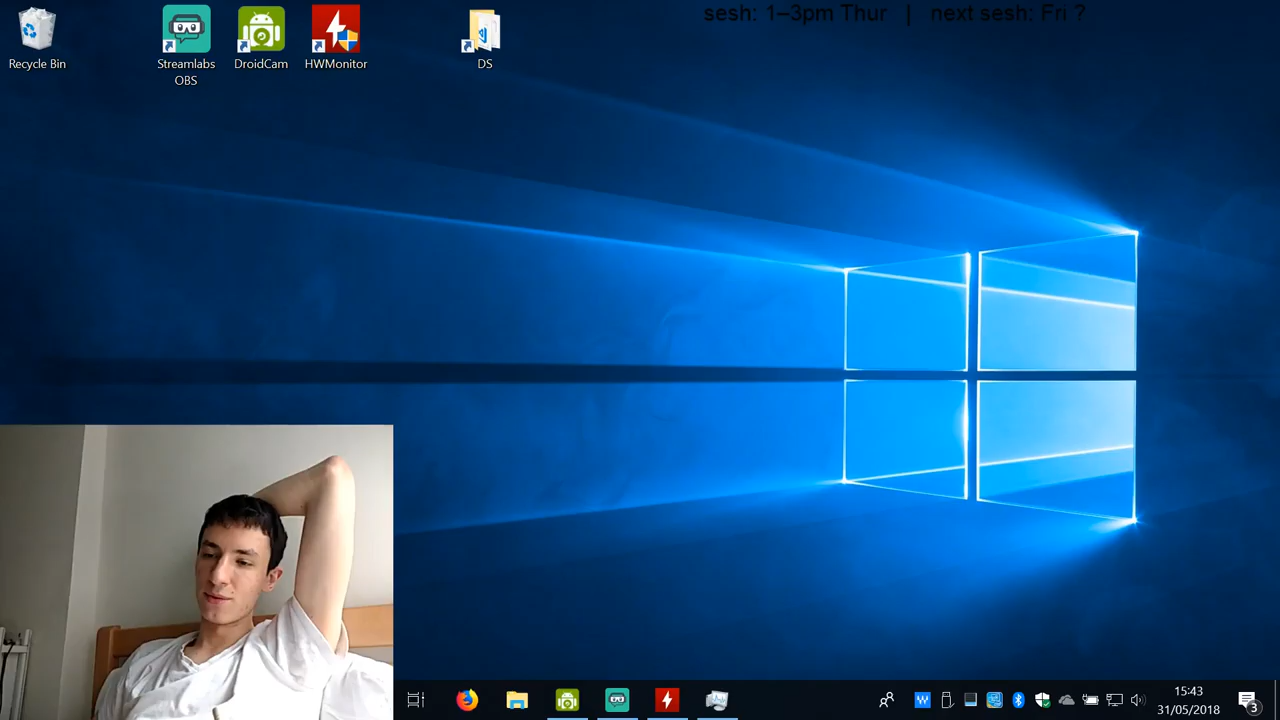 sesh: 1–3pm Thur | next sesh: Fri ?
Recycle Bin
Streamlabs
OBS
DroidCam
HWMonitor
DS
15:43
31/05/2018
3